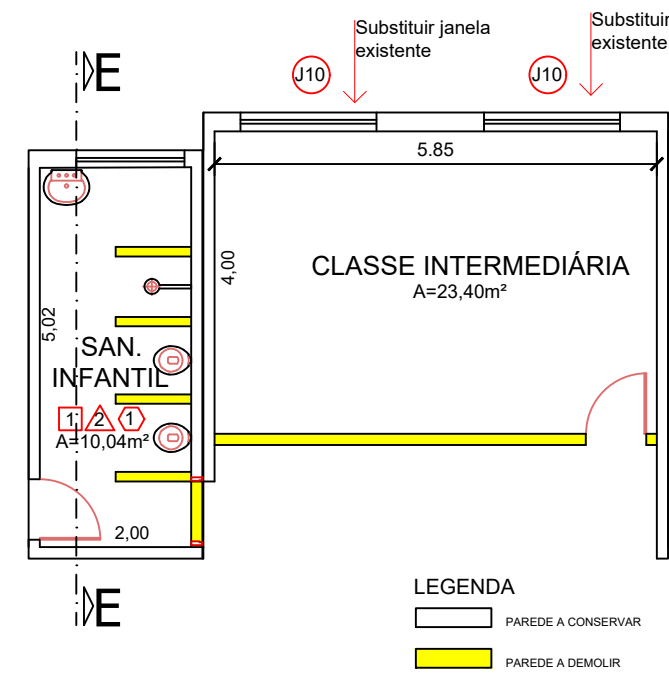 Substituir janela
existente
Substituir
existente
E
J10
J10
5.85
4,00
CLASSE INTERMEDIÁRIA
A=23,40m²
5,02
SAN.
INFANTIL
1 2 1
A=10,04m²
2,00
E
LEGENDA
PAREDE A CONSERVAR
PAREDE A DEMOLIR